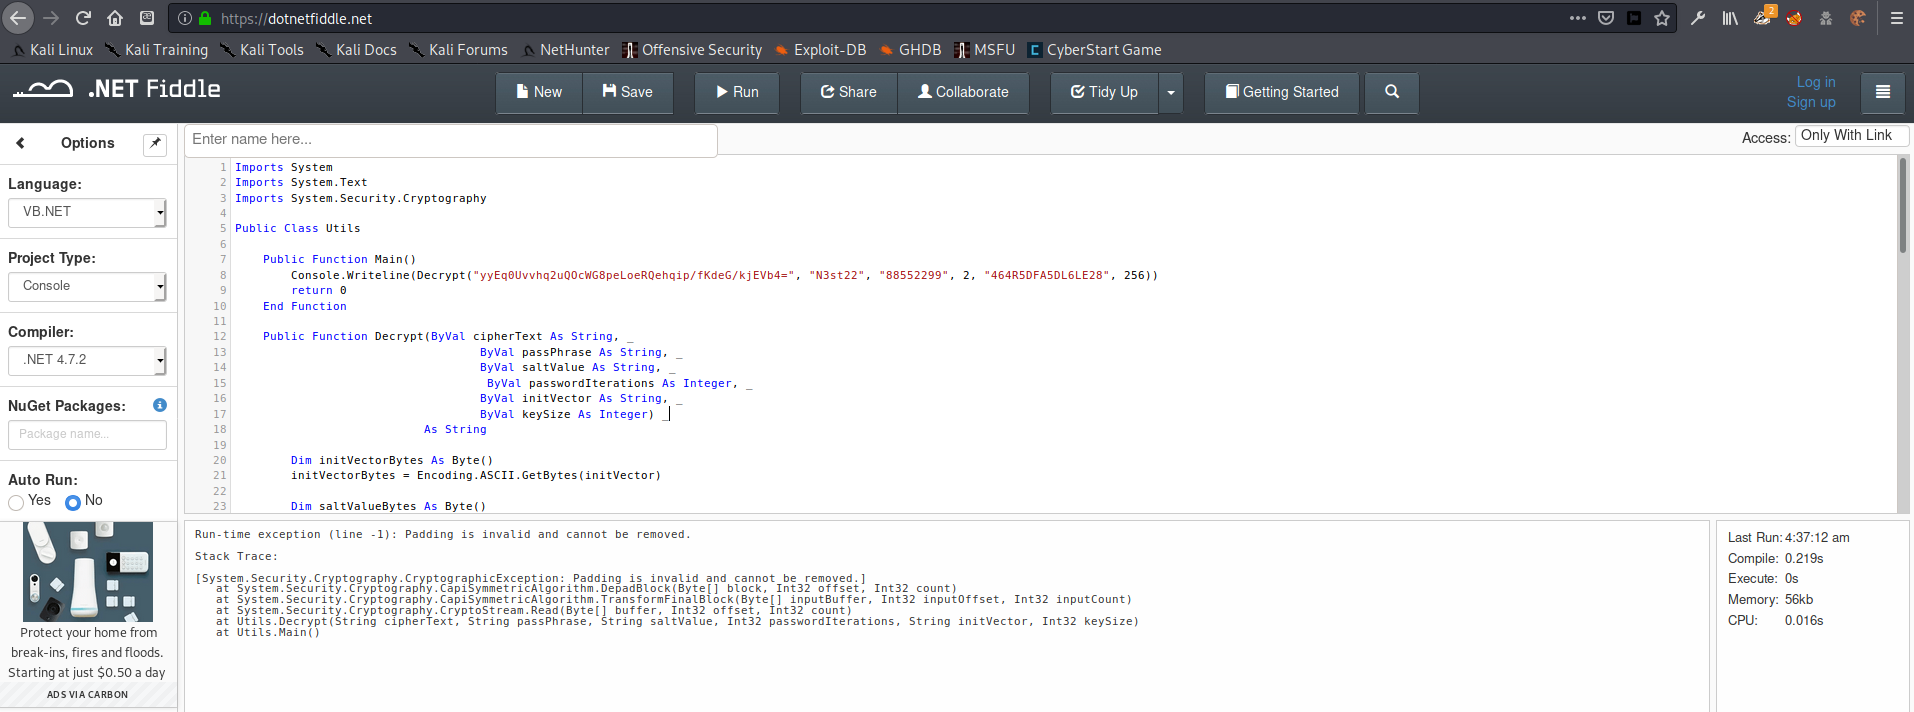 https://dotnetfiddle.net
2
Kali Linux Kali Training Kali Tools Kali Docs Kali Forums NetHunter Offensive Security Exploit-DB GHDB MSFU CyberStart Game
.NET Fiddle New Save Run Share Collaborate Tidy Up Getting Started Log in
Sign up
Options Enter name here... Access: Only With Link
Language:
VB.NET
Project Type:
Console
Compiler:
.NET 4.7.2
NuGet Packages:
Package name...
Auto Run:
Yes No
Protect your home from
break-ins, fires and floods.
Starting at just $0.50 a day
ADS VIA CARBON
1 Imports System
2 Imports System.Text
3 Imports System.Security.Cryptography
4
5 Public Class Utils
6
7 Public Function Main()
8 Console.Writeline(Decrypt("yyEq0Uvvhq2uQOcWG8peLoeRQehqip/fKdeG/kjEVb4=", "N3st22", "88552299", 2, "464R5DFA5DL6LE28", 256))
9 return 0
10 End Function
11
12 Public Function Decrypt(ByVal cipherText As String, _
13 ByVal passPhrase As String, _
14 ByVal saltValue As String, _
15 ByVal passwordIterations As Integer, _
16 ByVal initVector As String, _
17 ByVal keySize As Integer) _
18 As String
19
20 Dim initVectorBytes As Byte()
21 initVectorBytes = Encoding.ASCII.GetBytes(initVector)
22
23 Dim saltValueBytes As Byte()
Run-time exception (line -1): Padding is invalid and cannot be removed.
Stack Trace:
[System.Security.Cryptography.CryptographicException: Padding is invalid and cannot be removed.]
at System.Security.Cryptography.CapiSymmetricAlgorithm.DepadBlock(Byte[] block, Int32 offset, Int32 count)
at System.Security.Cryptography.CapiSymmetricAlgorithm.TransformFinalBlock(Byte[] inputBuffer, Int32 inputOffset, Int32 inputCount)
at System.Security.Cryptography.CryptoStream.Read(Byte[] buffer, Int32 offset, Int32 count)
at Utils.Decrypt(String cipherText, String passPhrase, String saltValue, Int32 passwordIterations, String initVector, Int32 keySize)
at Utils.Main()
Last Run: 4:37:12 am
Compile: 0.219s
Execute: 0s
Memory: 56kb
CPU: 0.016s